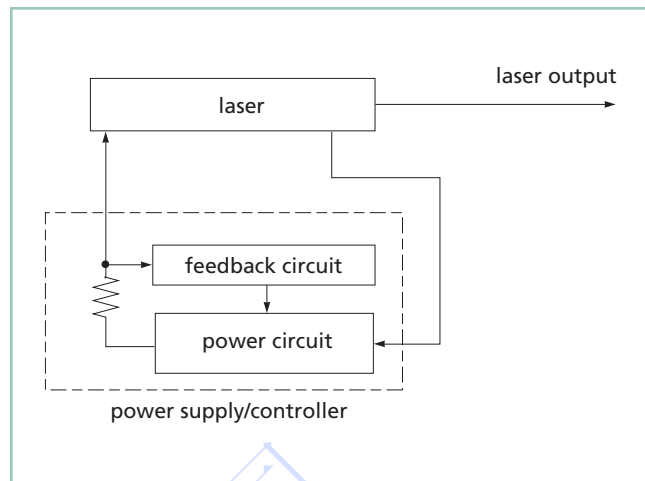 laser output
laser
feedback circuit
power circuit
power supply/controller